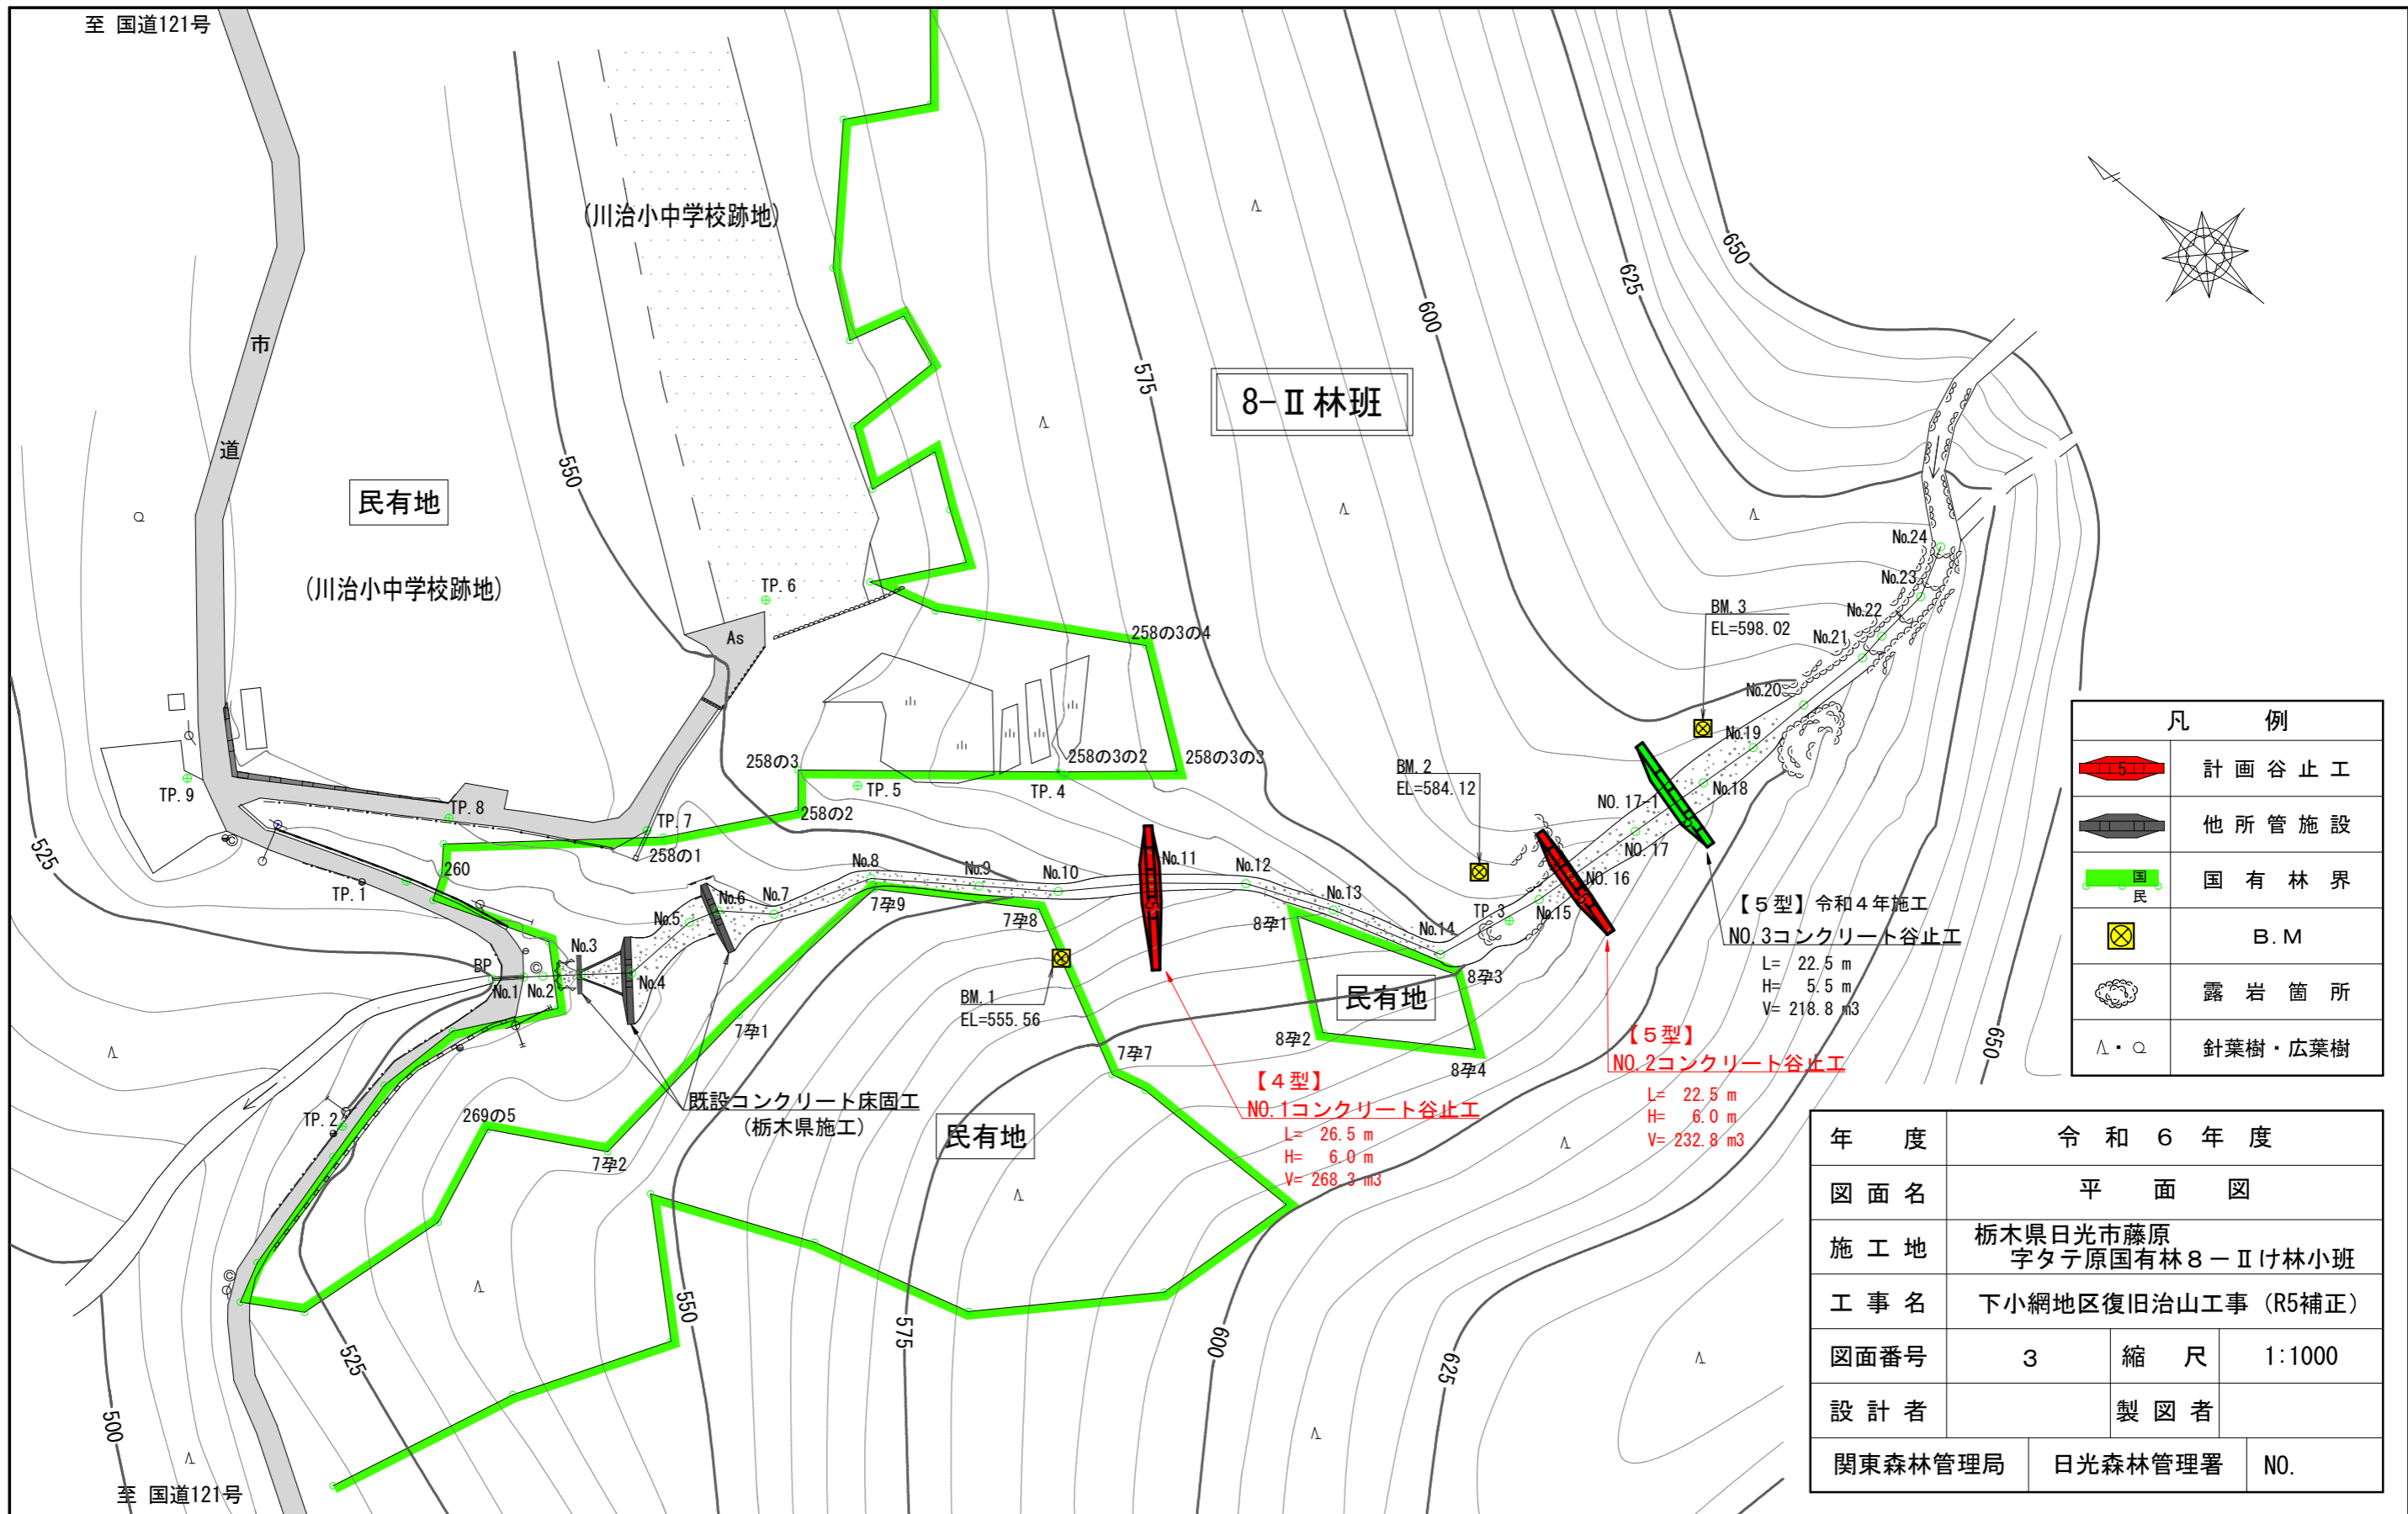 至 国道121号
(川治小中学校跡地)
市
道
民有地
(川治小中学校跡地)
550
575
600
625
650
8-Ⅱ林班
TP.6
As
258の3の4
258の3
258の3の2
258の3の3
TP.5
TP.4
258の2
TP.9
TP.8
TP.7
258の1
525
260
TP.1
BP
No.1
No.2
No.3
No.4
No.5
No.6
No.7
No.8
No.9
No.10
No.11
No.12
No.13
No.14
No.15
NO.16
NO.17
NO.17-1
No.18
No.19
No.20
No.21
No.22
No.23
No.24
BM.3
EL=598.02
BM.2
EL=584.12
BM.1
EL=555.56
TP.3
7孕9
7孕8
7孕1
7孕7
7孕2
8孕1
8孕3
8孕2
8孕4
民有地
民有地
TP.2
269の5
既設コンクリート床固工
(栃木県施工)
【4型】
NO.1コンクリート谷止工
L= 26.5 m
H= 6.0 m
V= 268.3 m3
【5型】
NO.2コンクリート谷止工
L= 22.5 m
H= 6.0 m
V= 232.8 m3
【5型】令和4年施工
NO.3コンクリート谷止工
L= 22.5 m
H= 5.5 m
V= 218.8 m3
5
5
5
500
525
550
575
600
625
650
至 国道121号
凡 例
5 計画谷止工
他所管施設
国 民 国有林界
B.M
露岩箇所
針葉樹・広葉樹
年 度 令和6年度
図面名 平面図
施工地 栃木県日光市藤原
字タテ原国有林8-Ⅱけ林小班
工事名 下小網地区復旧治山工事(R5補正)
図面番号 3 縮尺 1:1000
設計者 製図者
関東森林管理局 日光森林管理署 NO.